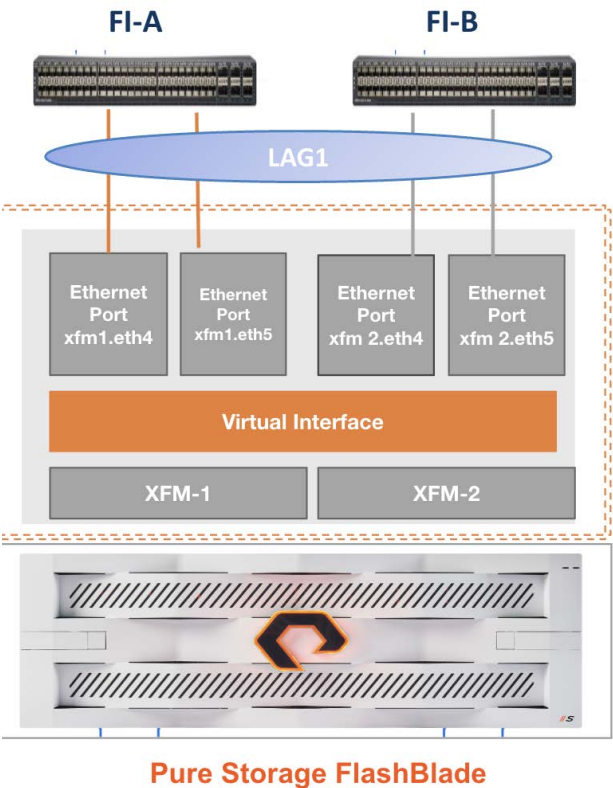 FI-A
FI-B
LAG1
Ethernet
Port
xfm1.eth4
Ethernet
Port
xfm1.eth5
Ethernet
Port
xfm 2.eth4
Ethernet
Port
xfm 2.eth5
Virtual Interface
XFM-1
XFM-2
//S
Pure Storage FlashBlade